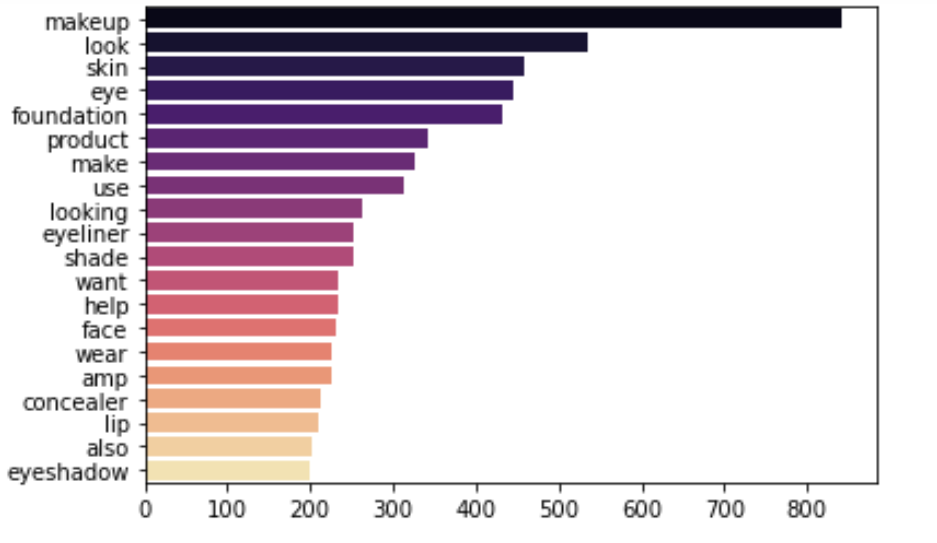 makeup
look
skin
eye
foundation
product
make
use
looking
eyeliner
shade
want
help
face
wear
amp
concealer
lip
also
eyeshadow
0 100 200 300 400 500 600 700 800